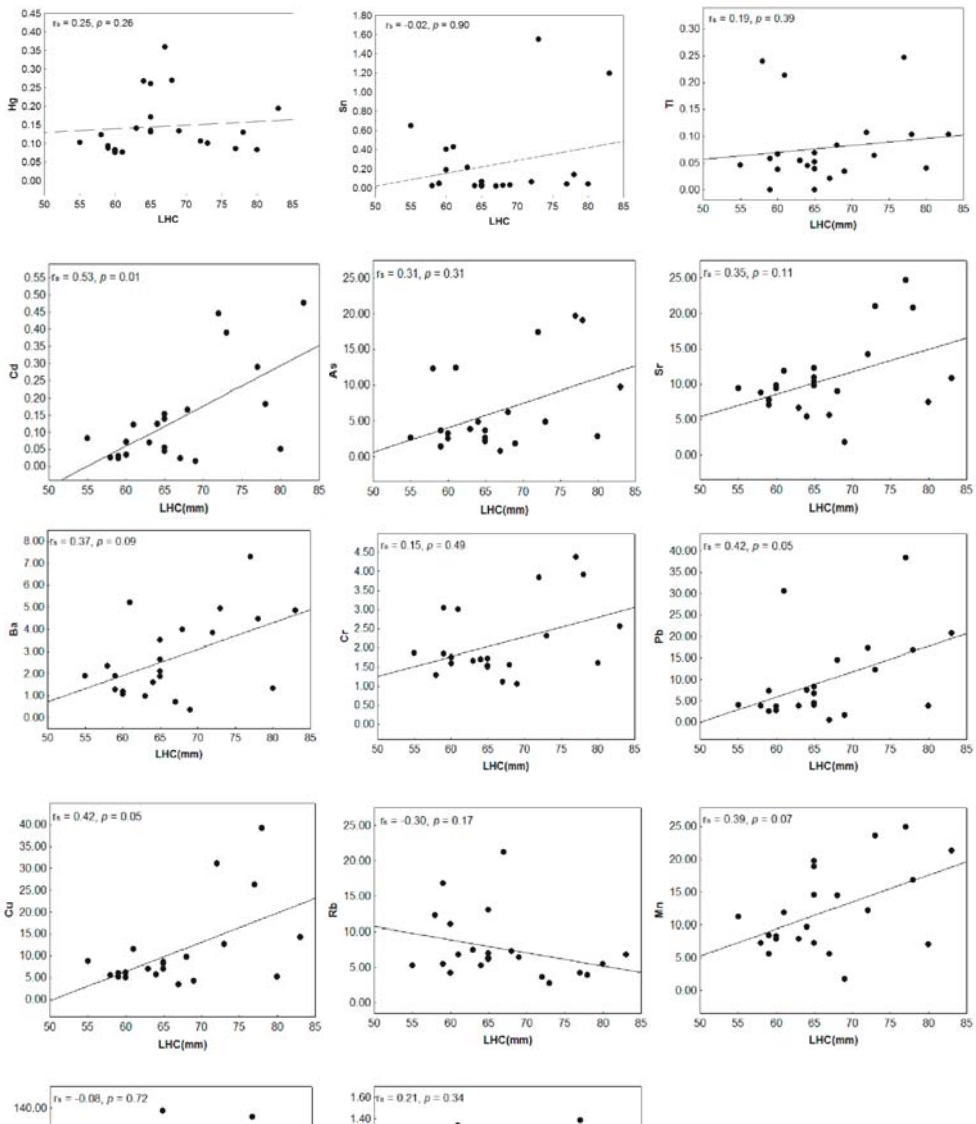 rs = 0.25, p = 0.26
0.45
0.40
0.35
0.30
0.25
0.20
0.15
0.10
0.05
0.00
Hg
50 55 60 65 70 75 80 85
LHC
rs = -0.02, p = 0.90
1.80
1.60
1.40
1.20
1.00
0.80
0.60
0.40
0.20
0.00
Sn
50 55 60 65 70 75 80 85
LHC
rs = 0.19, p = 0.39
0.30
0.25
0.20
0.15
0.10
0.05
0.00
Tl
50 55 60 65 70 75 80 85
LHC(mm)
rs = 0.53, p = 0.01
0.55
0.50
0.45
0.40
0.35
0.30
0.25
0.20
0.15
0.10
0.05
0.00
Cd
50 55 60 65 70 75 80 85
LHC(mm)
rs = 0.31, p = 0.31
25.00
20.00
15.00
10.00
5.00
0.00
As
50 55 60 65 70 75 80 85
LHC(mm)
rs = 0.35, p = 0.11
25.00
20.00
15.00
10.00
5.00
0.00
Sr
50 55 60 65 70 75 80 85
LHC(mm)
rs = 0.37, p = 0.09
8.00
7.00
6.00
5.00
4.00
3.00
2.00
1.00
0.00
Ba
50 55 60 65 70 75 80 85
LHC(mm)
rs = 0.15, p = 0.49
4.50
4.00
3.50
3.00
2.50
2.00
1.50
1.00
0.50
0.00
Cr
50 55 60 65 70 75 80 85
LHC(mm)
rs = 0.42, p = 0.05
40.00
35.00
30.00
25.00
20.00
15.00
10.00
5.00
0.00
Pb
50 55 60 65 70 75 80 85
LHC(mm)
rs = 0.42, p = 0.05
40.00
35.00
30.00
25.00
20.00
15.00
10.00
5.00
0.00
Cu
50 55 60 65 70 75 80 85
LHC(mm)
rs = -0.30, p = 0.17
25.00
20.00
15.00
10.00
5.00
0.00
Rb
50 55 60 65 70 75 80 85
LHC(mm)
rs = 0.39, p = 0.07
25.00
20.00
15.00
10.00
5.00
0.00
Mn
50 55 60 65 70 75 80 85
LHC(mm)
rs = -0.08, p = 0.72
140.00
rs = 0.21, p = 0.34
1.60
1.40